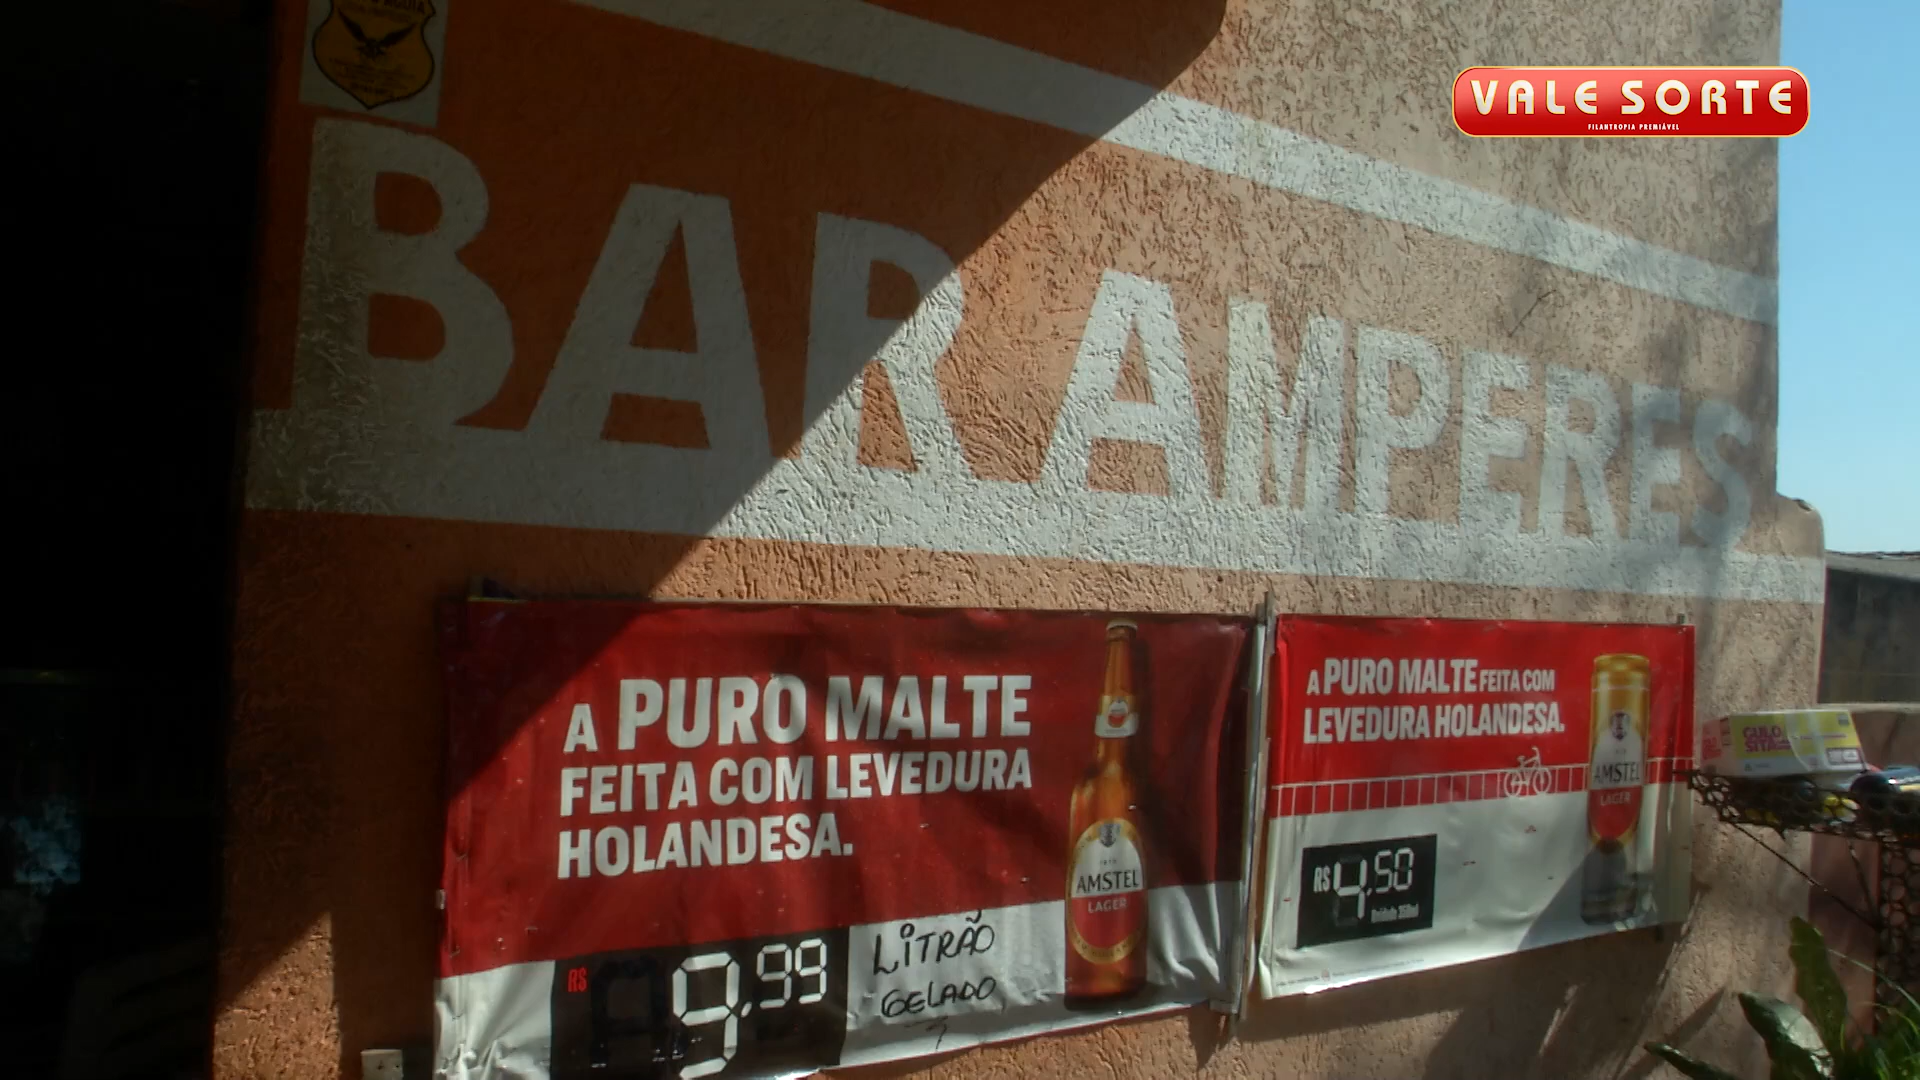 VALE SORTE
FILANTROPIA PREMIÁVEL
BAR AMPERES
A PURO MALTE
FEITA COM LEVEDURA
HOLANDESA.
AMSTEL
LAGER
R$ 9,99
LiTRÃO
GELADO
A PURO MALTE FEITA COM
LEVEDURA HOLANDESA.
AMSTEL
LAGER
R$ 4,50